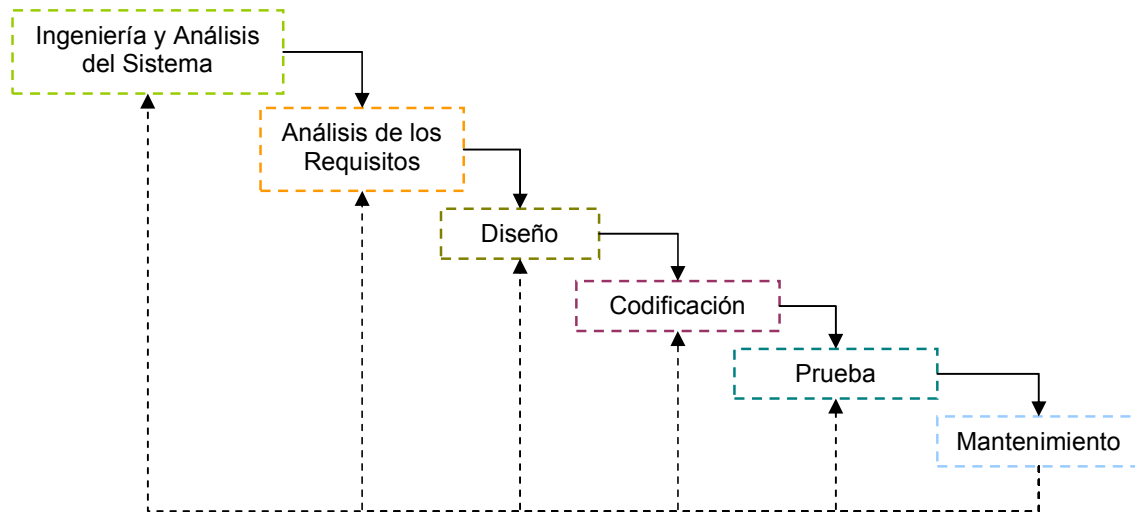 Ingeniería y Análisis
del Sistema
Análisis de los
Requisitos
Diseño
Codificación
Prueba
Mantenimiento